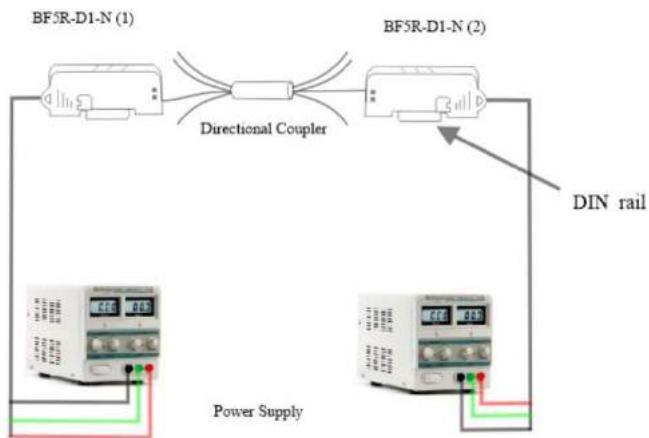 BF5R-D1-N (1)
BF5R-D1-N (2)
Directional Coupler
DIN rail
Power Supply